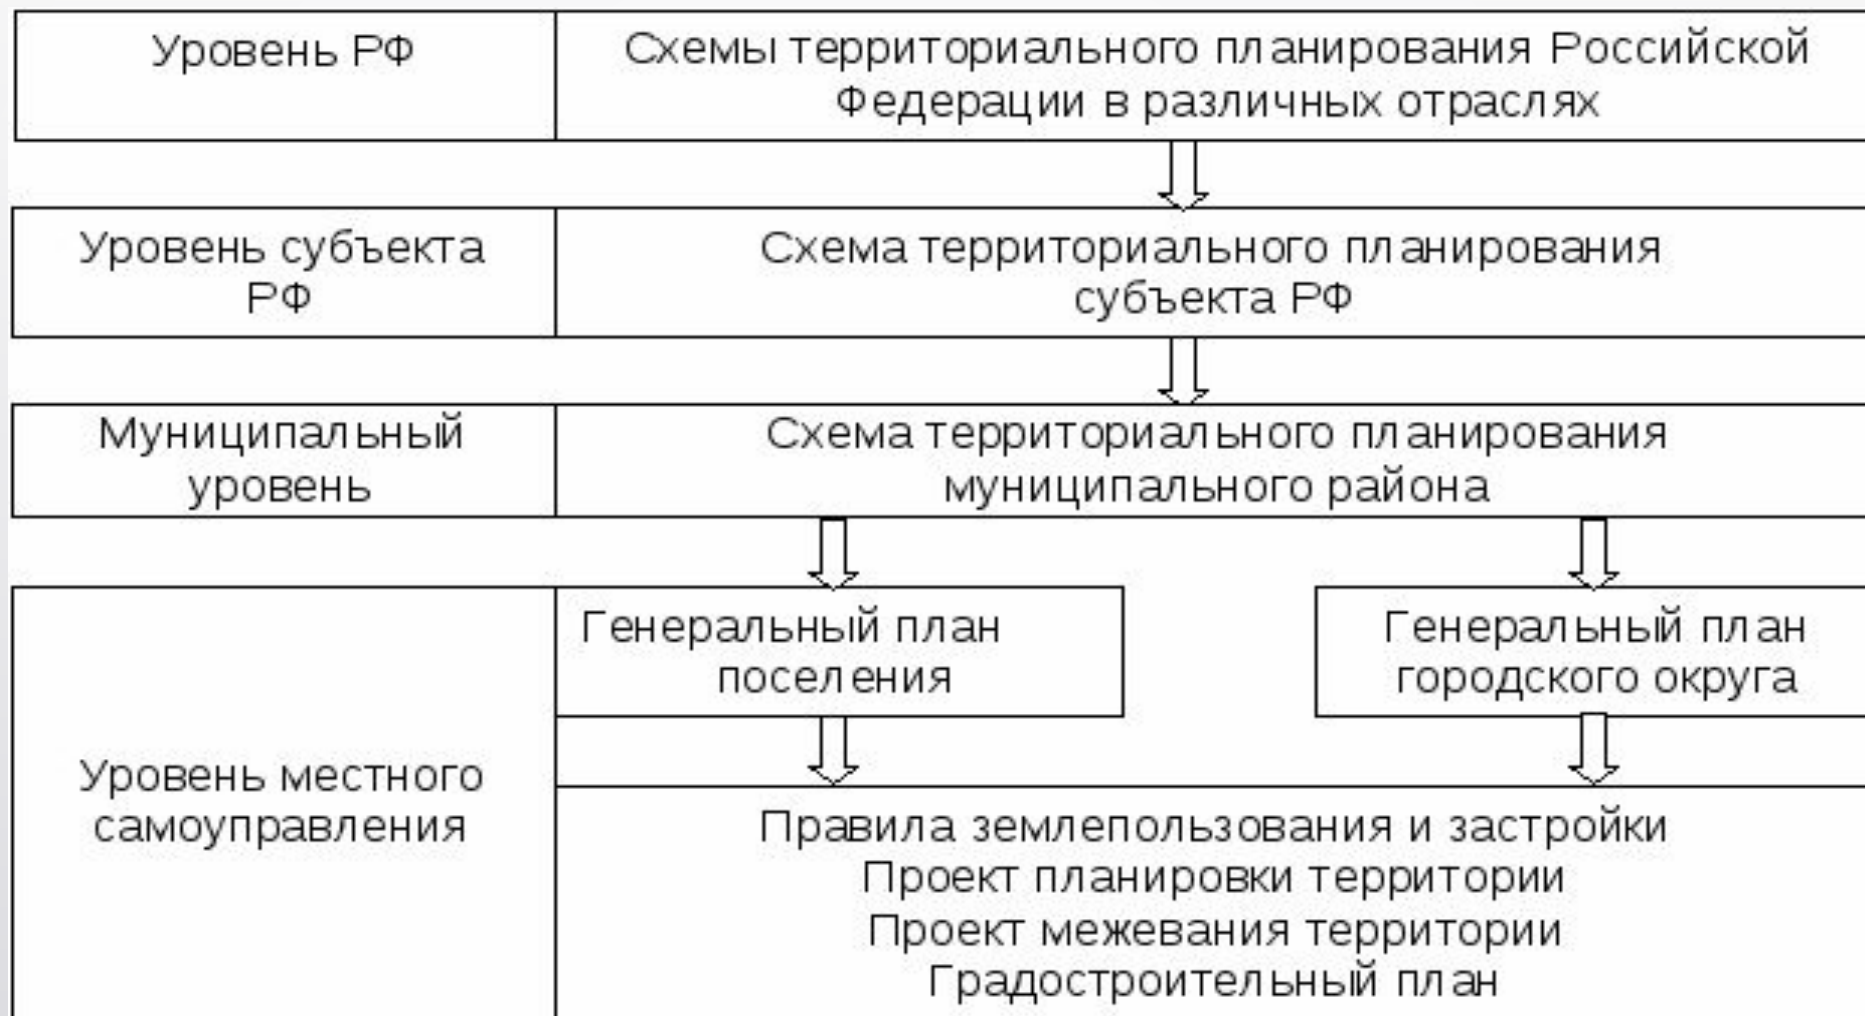 Уровень РФ
Схемы территориального планирования Российской
Федерации в различных отраслях
Уровень субъекта
РФ
Схема территориального планирования
субъекта РФ
Муниципальный
уровень
Схема территориального планирования
муниципального района
Уровень местного
самоуправления
Генеральный план
поселения
Генеральный план
городского округа
Правила землепользования и застройки
Проект планировки территории
Проект межевания территории
Градостроительный план